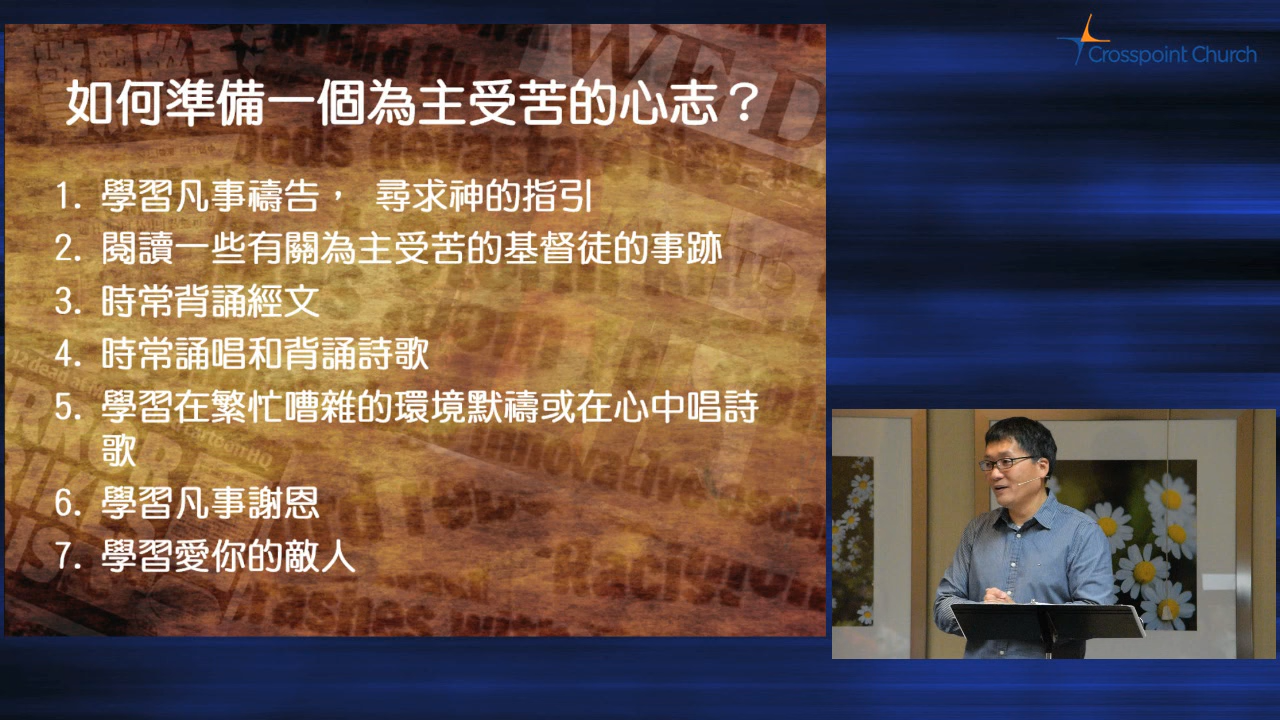 Crosspoint Church
如何準備一個為主受苦的心志？
1. 學習凡事禱告， 尋求神的指引
2. 閱讀一些有關為主受苦的基督徒的事跡
3. 時常背誦經文
4. 時常誦唱和背誦詩歌
5. 學習在繁忙嘈雜的環境默禱或在心中唱詩
歌
6. 學習凡事謝恩
7. 學習愛你的敵人